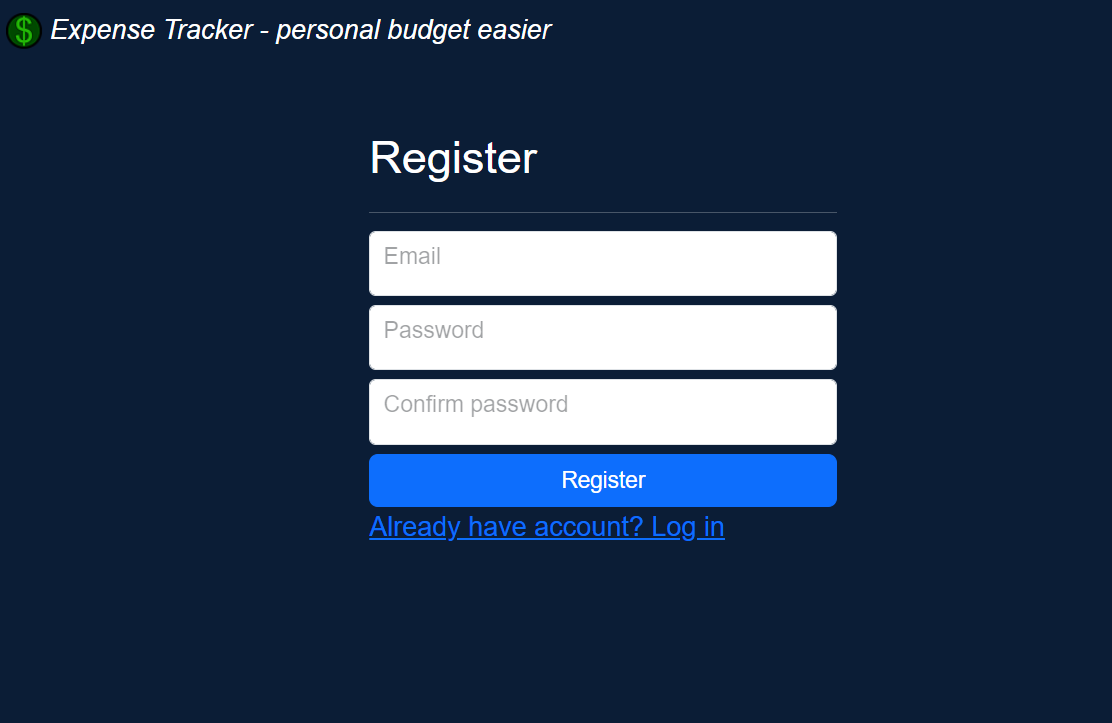 $ Expense Tracker - personal budget easier
Register
Email
Password
Confirm password
Register
Already have account? Log in